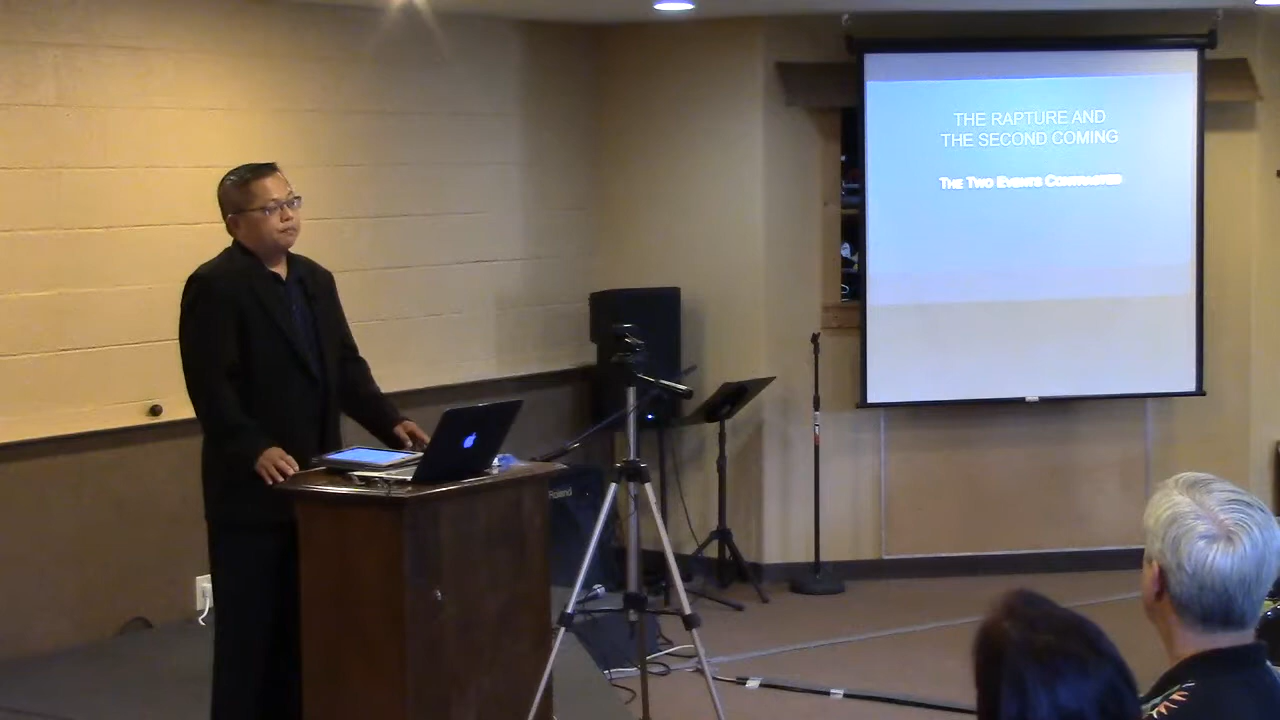 THE RAPTURE AND
THE SECOND COMING
THE TWO EVENTS CONTRASTED
Roland